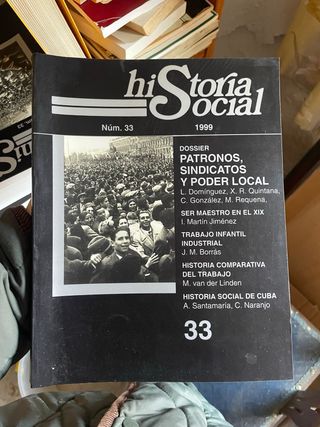 hiStoria
Social
Núm. 33 1999
DOSSIER
PATRONOS,
SINDICATOS
Y PODER LOCAL
L. Domínguez, X. R. Quintana,
C. González, M. Requena,
SER MAESTRO EN EL XIX
I. Martín Jiménez
TRABAJO INFANTIL
INDUSTRIAL
J. M. Borrás
HISTORIA COMPARATIVA
DEL TRABAJO
M. van der Linden
HISTORIA SOCIAL DE CUBA
A. Santamaría, C. Naranjo
33